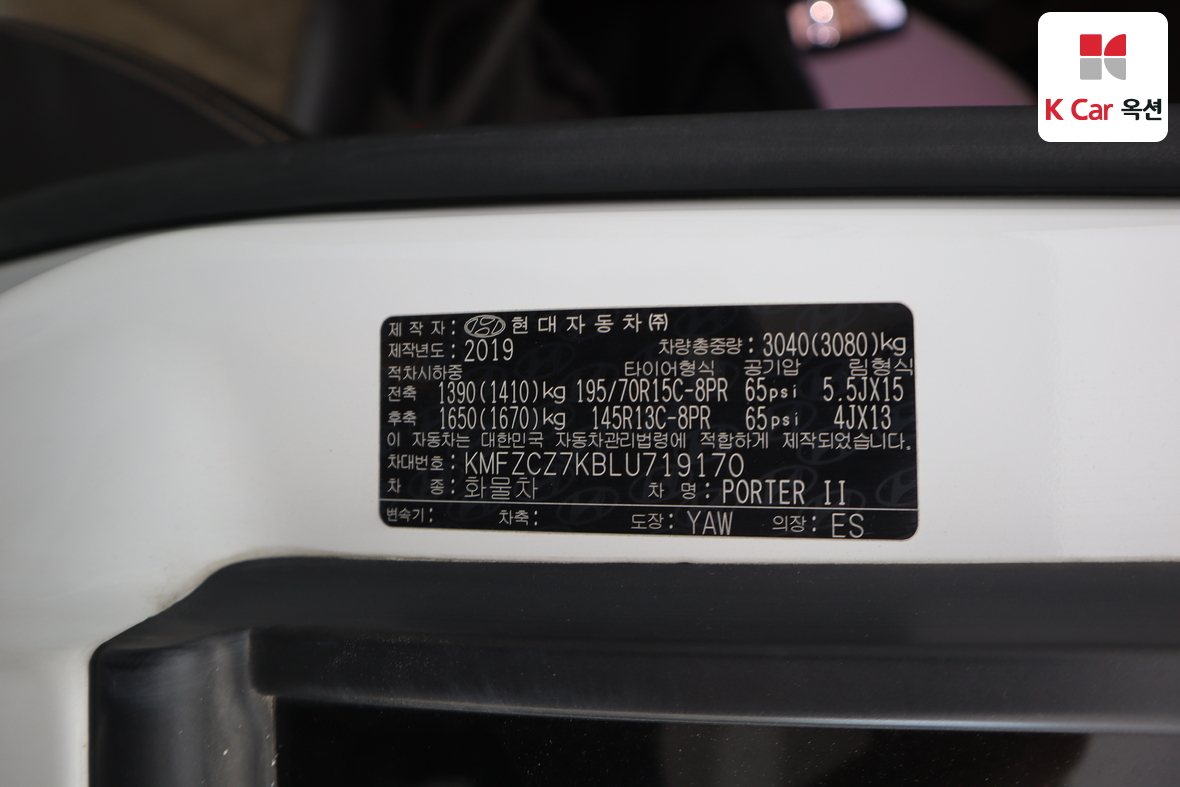 K Car 옥션
제 작 자 : 현 대 자 동 차 ㈜
제작년도 : 2019 차량총중량 : 3040(3080)kg
적차시하중 타이어형식 공기압 림형식
전축 1390(1410)kg 195/70R15C-8PR 65psi 5.5JX15
후축 1650(1670)kg 145R13C-8PR 65psi 4JX13
이 자동차는 대한민국 자동차관리법령에 적합하게 제작되었습니다.
차대번호 : KMFZCZ7KBLU719170
차 종 : 화물차 차 명 : PORTER II
변속기 : 차축 : 도장 : YAW 의장 : ES